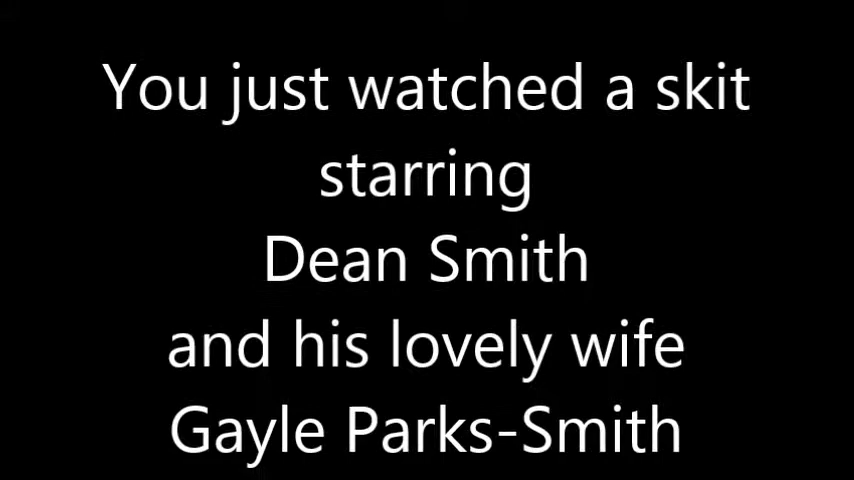 You just watched a skit
starring
Dean Smith
and his lovely wife
Gayle Parks-Smith